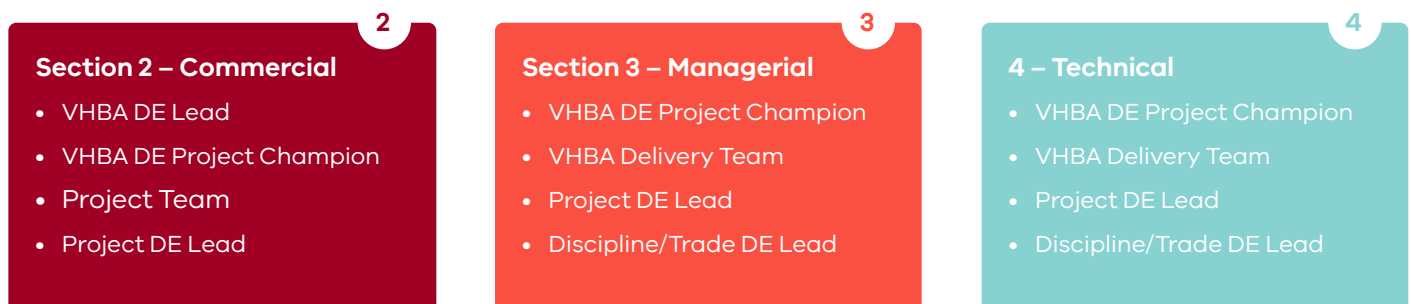 2
Section 2 – Commercial
• VHBA DE Lead
• VHBA DE Project Champion
• Project Team
• Project DE Lead
3
Section 3 – Managerial
• VHBA DE Project Champion
• VHBA Delivery Team
• Project DE Lead
• Discipline/Trade DE Lead
4
4 – Technical
• VHBA DE Project Champion
• VHBA Delivery Team
• Project DE Lead
• Discipline/Trade DE Lead